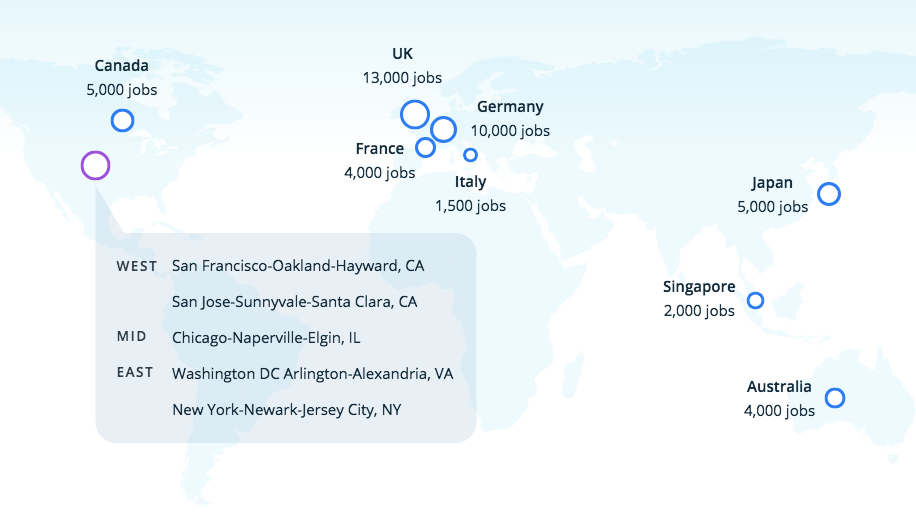 Canada
5,000 jobs
UK
13,000 jobs
Germany
10,000 jobs
France
4,000 jobs
Italy
1,500 jobs
Japan
5,000 jobs
Singapore
2,000 jobs
Australia
4,000 jobs
WEST San Francisco-Oakland-Hayward, CA
San Jose-Sunnyvale-Santa Clara, CA
MID Chicago-Naperville-Elgin, IL
EAST Washington DC Arlington-Alexandria, VA
New York-Newark-Jersey City, NY